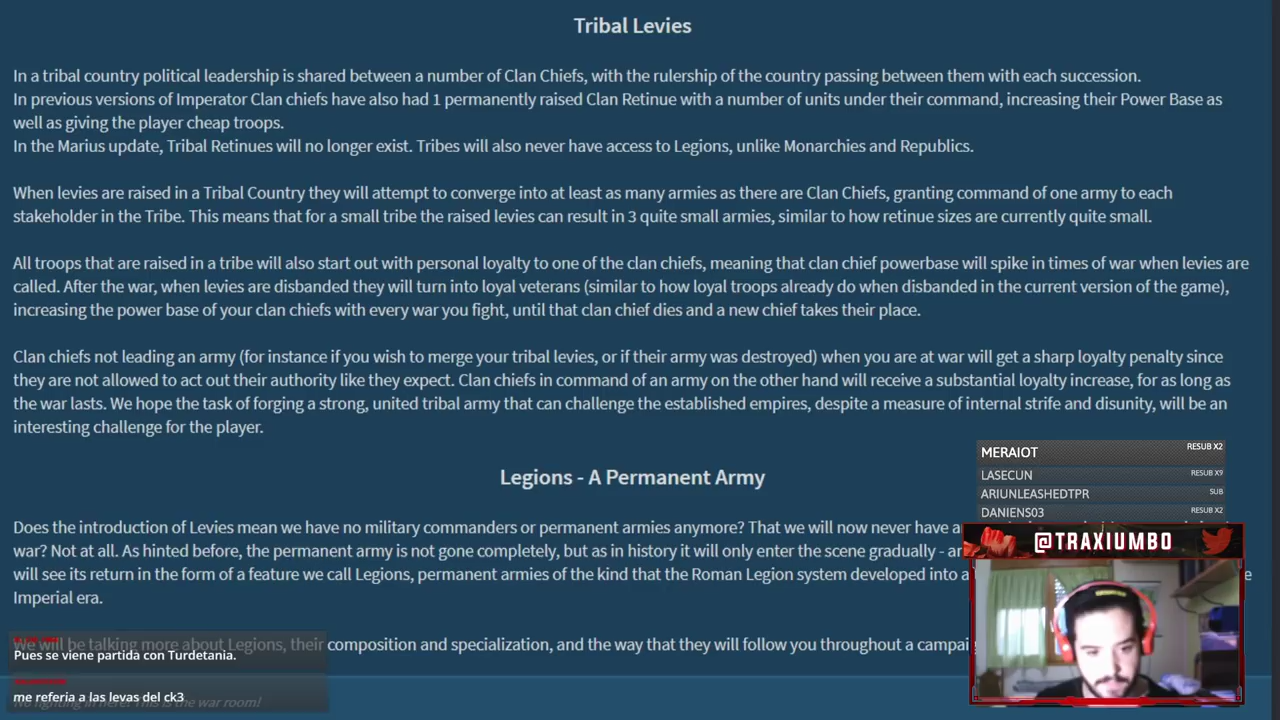 Tribal Levies
In a tribal country political leadership is shared between a number of Clan Chiefs, with the rulership of the country passing between them with each succession.
In previous versions of Imperator Clan chiefs have also had 1 permanently raised Clan Retinue with a number of units under their command, increasing their Power Base as
well as giving the player cheap troops.
In the Marius update, Tribal Retinues will no longer exist. Tribes will also never have access to Legions, unlike Monarchies and Republics.
When levies are raised in a Tribal Country they will attempt to converge into at least as many armies as there are Clan Chiefs, granting command of one army to each
stakeholder in the Tribe. This means that for a small tribe the raised levies can result in 3 quite small armies, similar to how retinue sizes are currently quite small.
All troops that are raised in a tribe will also start out with personal loyalty to one of the clan chiefs, meaning that clan chief powerbase will spike in times of war when levies are
called. After the war, when levies are disbanded they will turn into loyal veterans (similar to how loyal troops already do when disbanded in the current version of the game),
increasing the power base of your clan chiefs with every war you fight, until that clan chief dies and a new chief takes their place.
Clan chiefs not leading an army (for instance if you wish to merge your tribal levies, or if their army was destroyed) when you are at war will get a sharp loyalty penalty since
they are not allowed to act out their authority like they expect. Clan chiefs in command of an army on the other hand will receive a substantial loyalty increase, for as long as
the war lasts. We hope the task of forging a strong, united tribal army that can challenge the established empires, despite a measure of internal strife and disunity, will be an
interesting challenge for the player.
Legions - A Permanent Army
Does the introduction of Levies mean we have no military commanders or permanent armies anymore? That we will now never have
war? Not at all. As hinted before, the permanent army is not gone completely, but as in history it will only enter the scene gradually -
will see its return in the form of a feature we call Legions, permanent armies of the kind that the Roman Legion system developed into
Imperial era.
We will be talking more about Legions, their composition and specialization, and the way that they will follow you throughout a
No fighting in here! This is the war room!
Pues se viene partida con Turdetania.
me referia a las levas del ck3
MERAIOT RESUB X2
LASECUN RESUB X9
ARIUNLEASHEDTPR SUB
DANIENS03 RESUB X2
@TRAXIUMBO